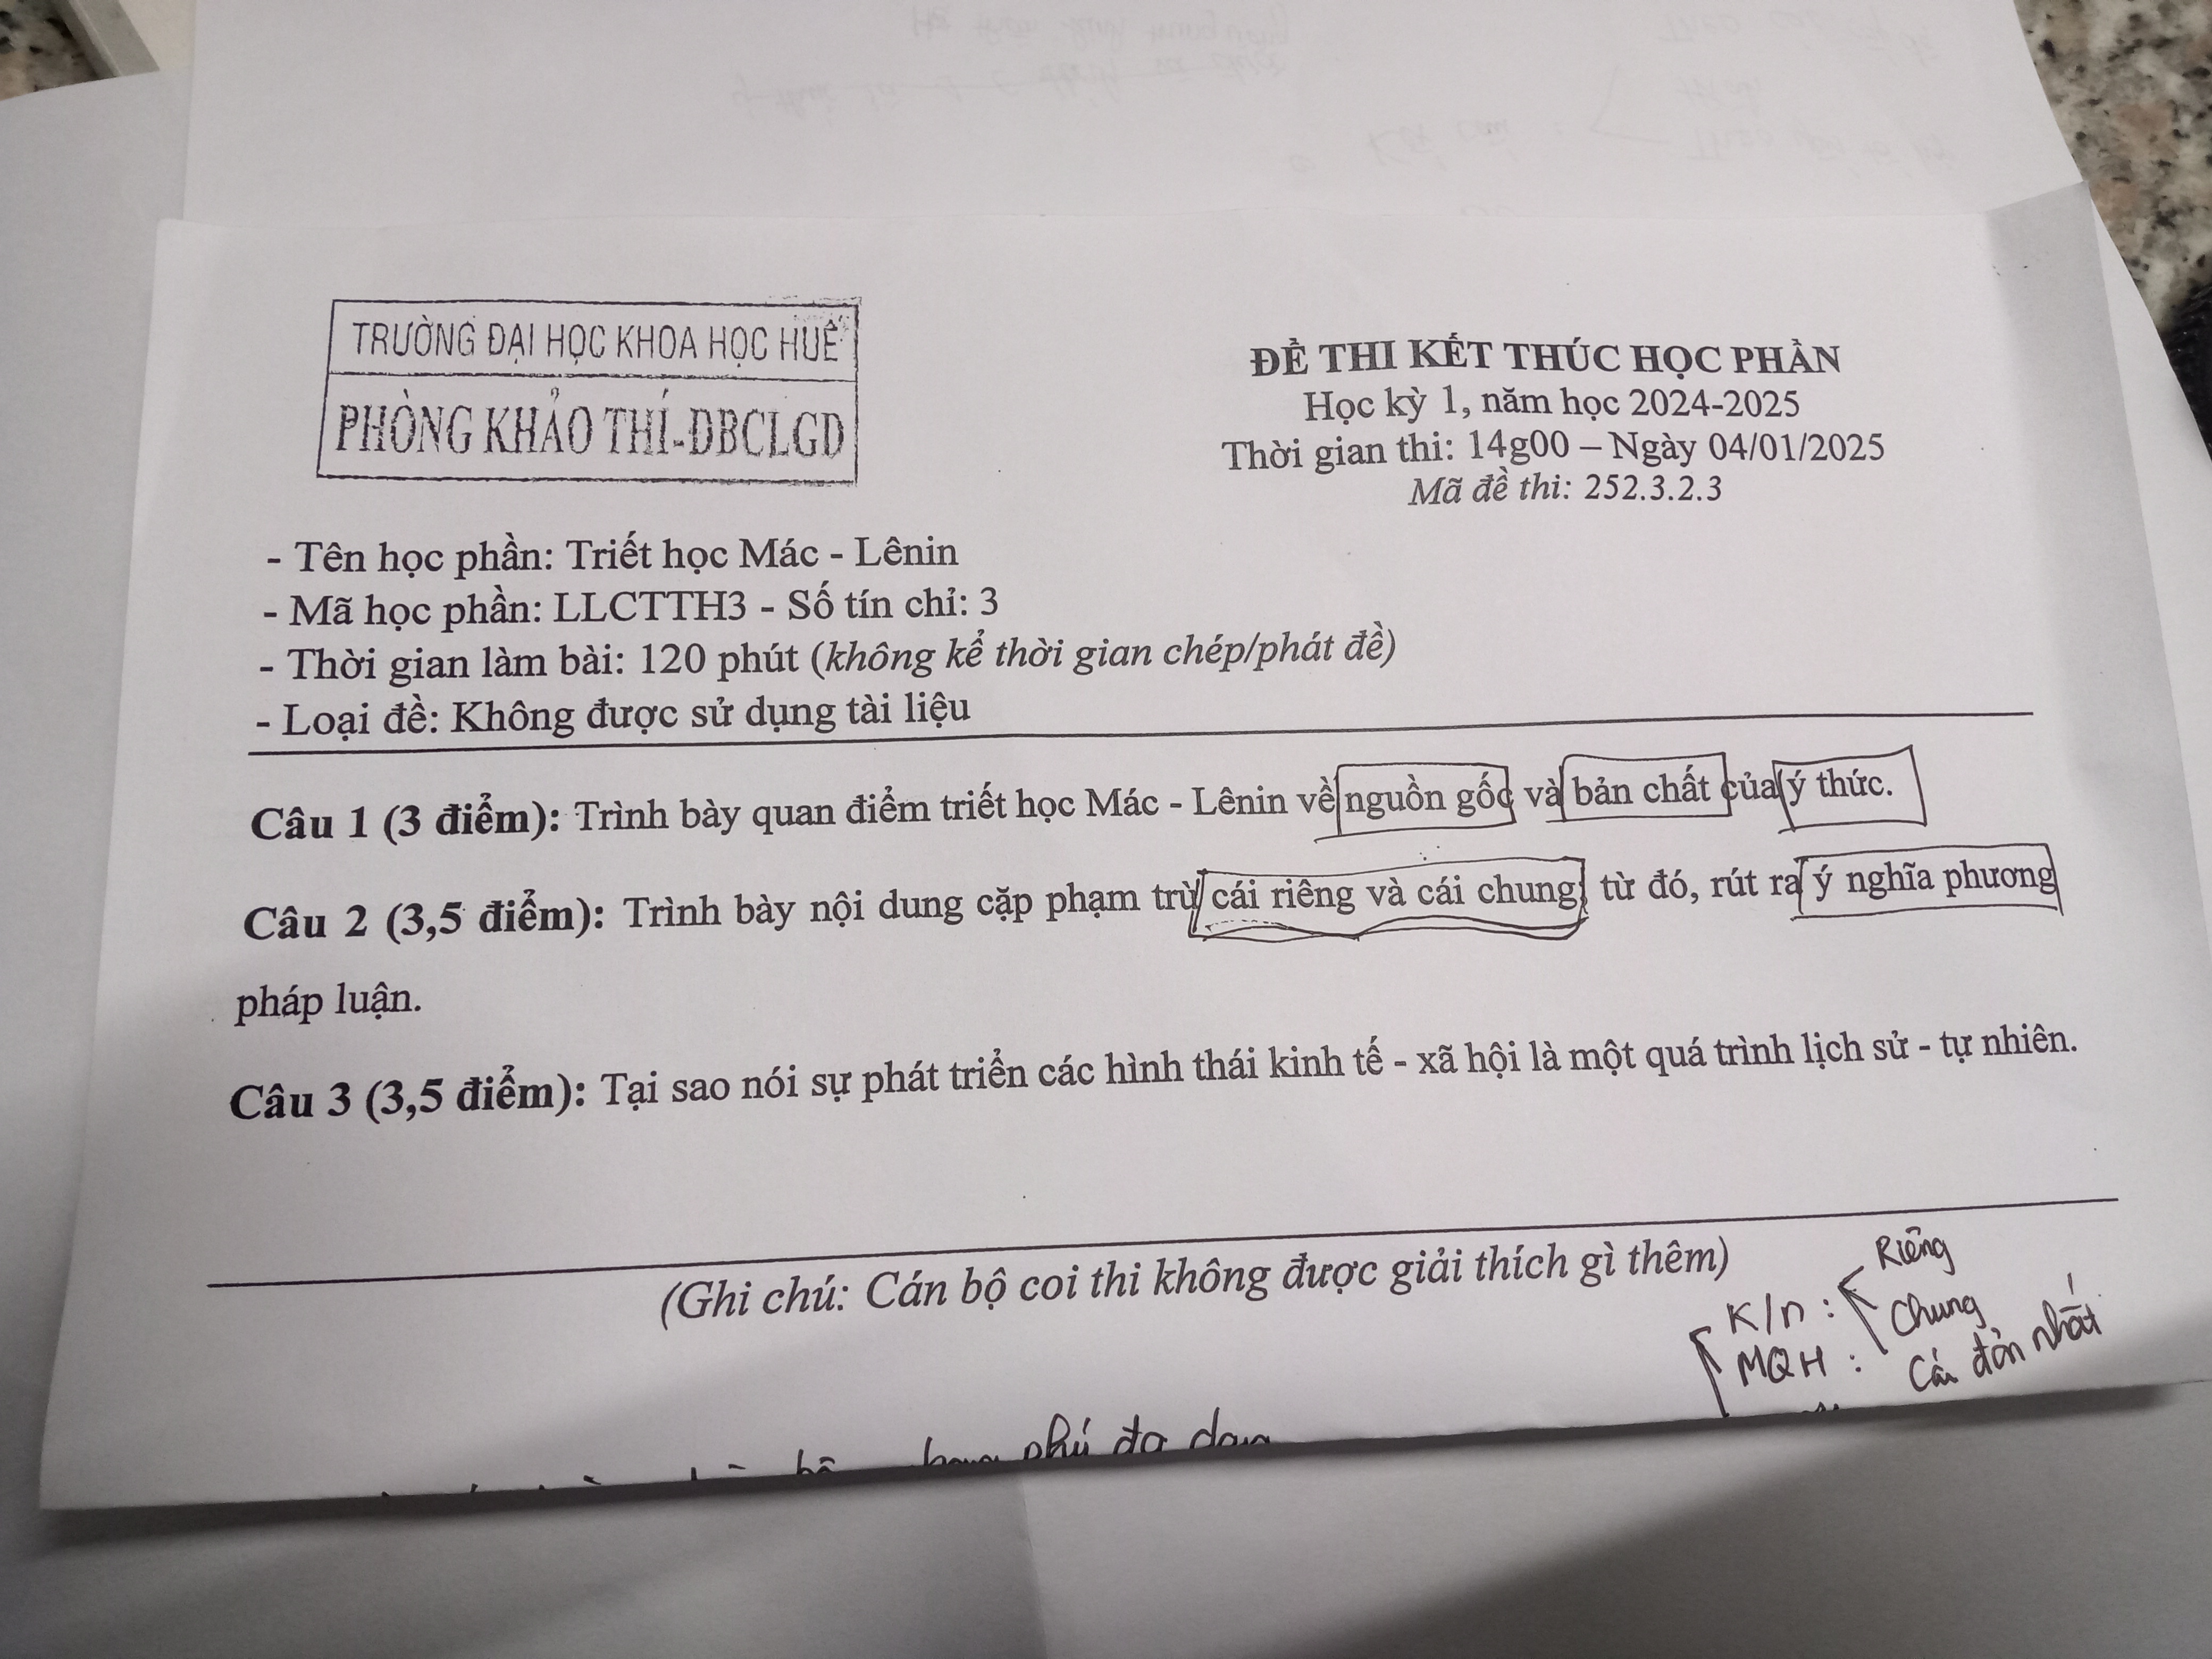 TRƯỜNG ĐẠI HỌC KHOA HỌC HUẾ
PHÒNG KHẢO THÍ-ĐBCLGD
ĐỀ THI KẾT THÚC HỌC PHẦN
Học kỳ 1, năm học 2024-2025
Thời gian thi: 14g00 – Ngày 04/01/2025
Mã đề thi: 252.3.2.3
- Tên học phần: Triết học Mác - Lênin
- Mã học phần: LLCTTH3 - Số tín chỉ: 3
- Thời gian làm bài: 120 phút (không kể thời gian chép/phát đề)
- Loại đề: Không được sử dụng tài liệu
Câu 1 (3 điểm): Trình bày quan điểm triết học Mác - Lênin về nguồn gốc và bản chất của ý thức.
Câu 2 (3,5 điểm): Trình bày nội dung cặp phạm trù cái riêng và cái chung; từ đó, rút ra ý nghĩa phương
pháp luận.
Câu 3 (3,5 điểm): Tại sao nói sự phát triển các hình thái kinh tế - xã hội là một quá trình lịch sử - tự nhiên.
(Ghi chú: Cán bộ coi thi không được giải thích gì thêm)
K/n : Riêng
Chung
MQH : Cái đơn nhất
phú đa dạng